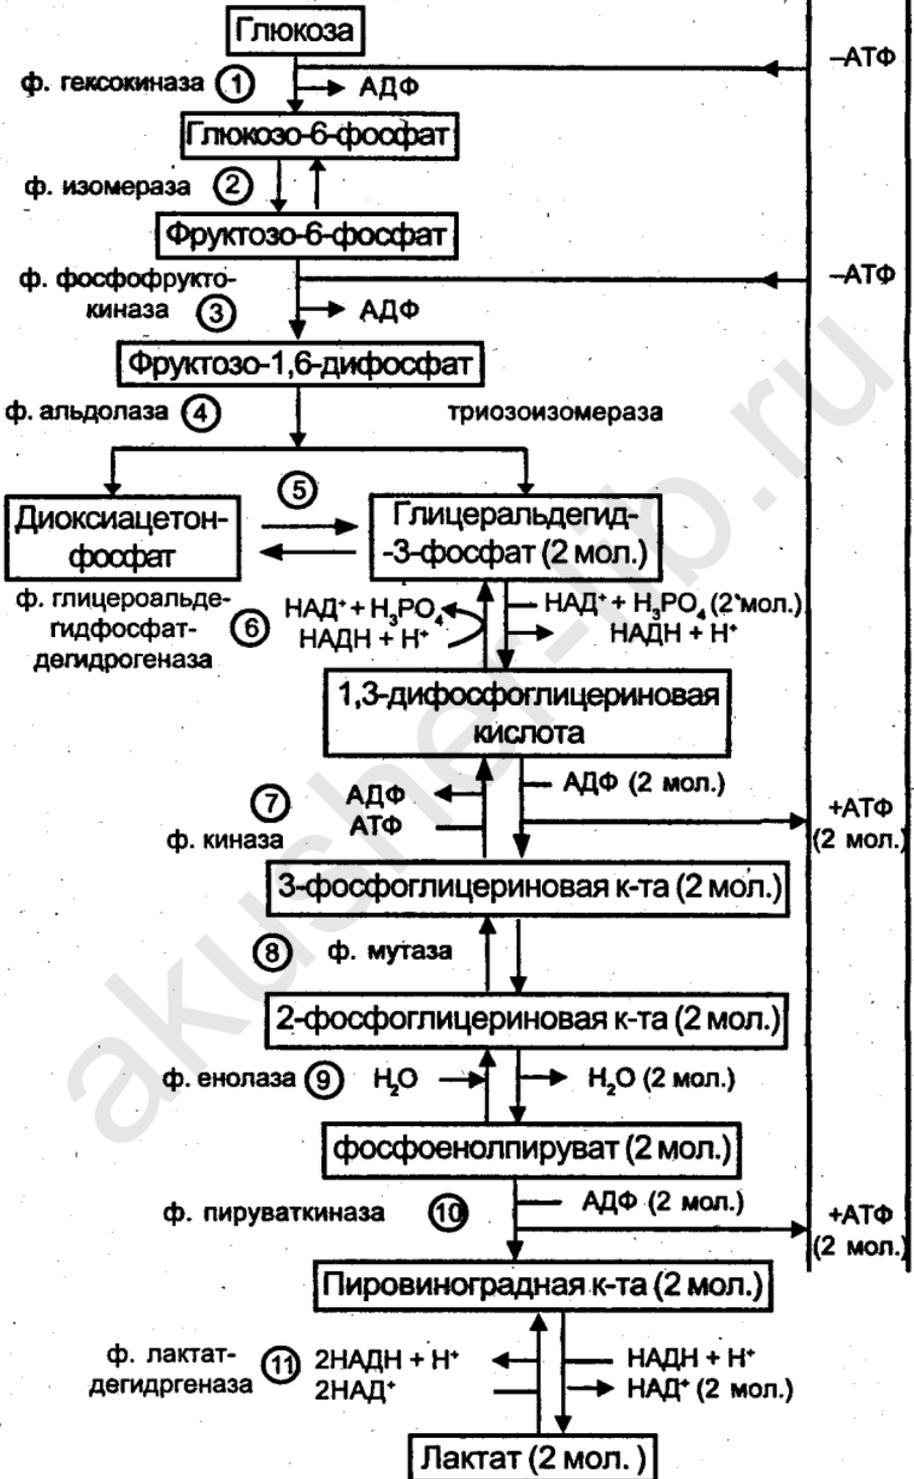 Глюкоза
–АТФ
ф. гексокиназа 1
АДФ
Глюкозо-6-фосфат
ф. изомераза 2
Фруктозо-6-фосфат
ф. фосфофрукто-
киназа 3
–АТФ
АДФ
Фруктозо-1,6-дифосфат
ф. альдолаза 4
триозоизомераза
5
Диоксиацетон-
фосфат
Глицеральдегид-
-3-фосфат (2 мол.)
ф. глицероальде-
гидфосфат-
дегидрогеназа
6
НАД⁺ + H₃PO₄
НАДН + Н⁺
НАД⁺ + H₃PO₄ (2 мол.)
НАДН + Н⁺
1,3-дифосфоглицериновая
кислота
7
ф. киназа
АДФ
АТФ
АДФ (2 мол.)
+АТФ
(2 мол.)
3-фосфоглицериновая к-та (2 мол.)
8 ф. мутаза
2-фосфоглицериновая к-та (2 мол.)
ф. енолаза 9 H₂O
H₂O (2 мол.)
фосфоенолпируват (2 мол.)
ф. пируваткиназа 10
АДФ (2 мол.)
+АТФ
(2 мол.)
Пировиноградная к-та (2 мол.)
ф. лактат-
дегидргеназа
11
2НАДН + Н⁺
2НАД⁺
НАДН + Н⁺
НАД⁺ (2 мол.)
Лактат (2 мол. )
akusher-lib.ru